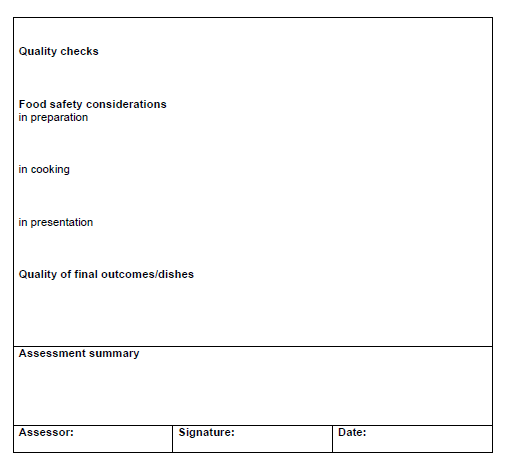 Quality checks
Food safety considerations
in preparation
in cooking
in presentation
Quality of final outcomes/dishes
Assessment summary
Assessor: Signature: Date: